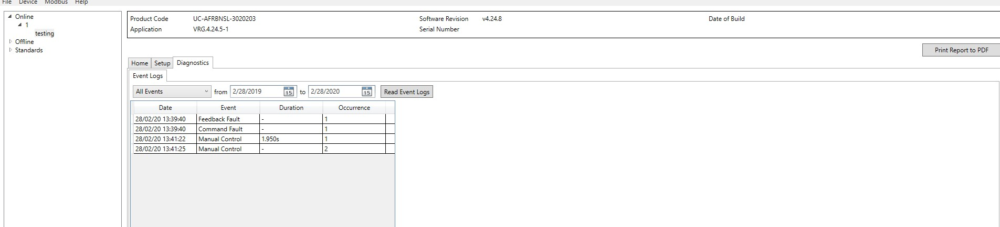 File Device Modbus Help
Online
1
testing
Offline
Standards
Product Code UC-AFRBNSL-3020203 Software Revision v4.24.8 Date of Build
Application VRG.4.24.5-1 Serial Number
Print Report to PDF
Home Setup Diagnostics
Event Logs
All Events from 2/28/2019 15 to 2/28/2020 15 Read Event Logs
Date Event Duration Occurrence
28/02/20 13:39:40 Feedback Fault - 1
28/02/20 13:39:40 Command Fault - 1
28/02/20 13:41:22 Manual Control 1.950s 1
28/02/20 13:41:25 Manual Control - 2